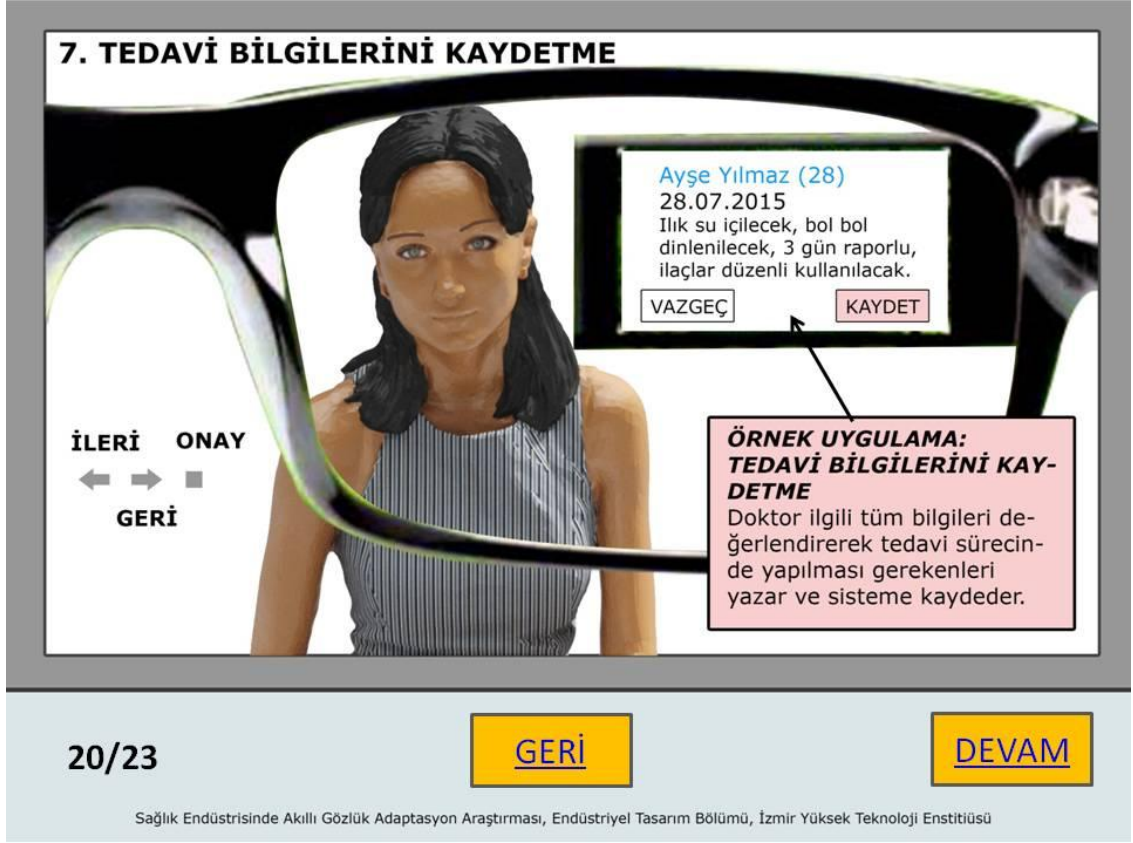 7. TEDAVİ BİLGİLERİNİ KAYDETME
Ayşe Yılmaz (28)
28.07.2015
Ilık su içilecek, bol bol
dinlenilecek, 3 gün raporlu,
ilaçlar düzenli kullanılacak.
VAZGEÇ
KAYDET
İLERİ ONAY
GERİ
ÖRNEK UYGULAMA:
TEDAVİ BİLGİLERİNİ KAY-
DETME
Doktor ilgili tüm bilgileri de-
ğerlendirerek tedavi sürecin-
de yapılması gerekenleri
yazar ve sisteme kaydeder.
20/23
GERİ
DEVAM
Sağlık Endüstrisinde Akıllı Gözlük Adaptasyon Araştırması, Endüstriyel Tasarım Bölümü, İzmir Yüksek Teknoloji Enstitiüsü